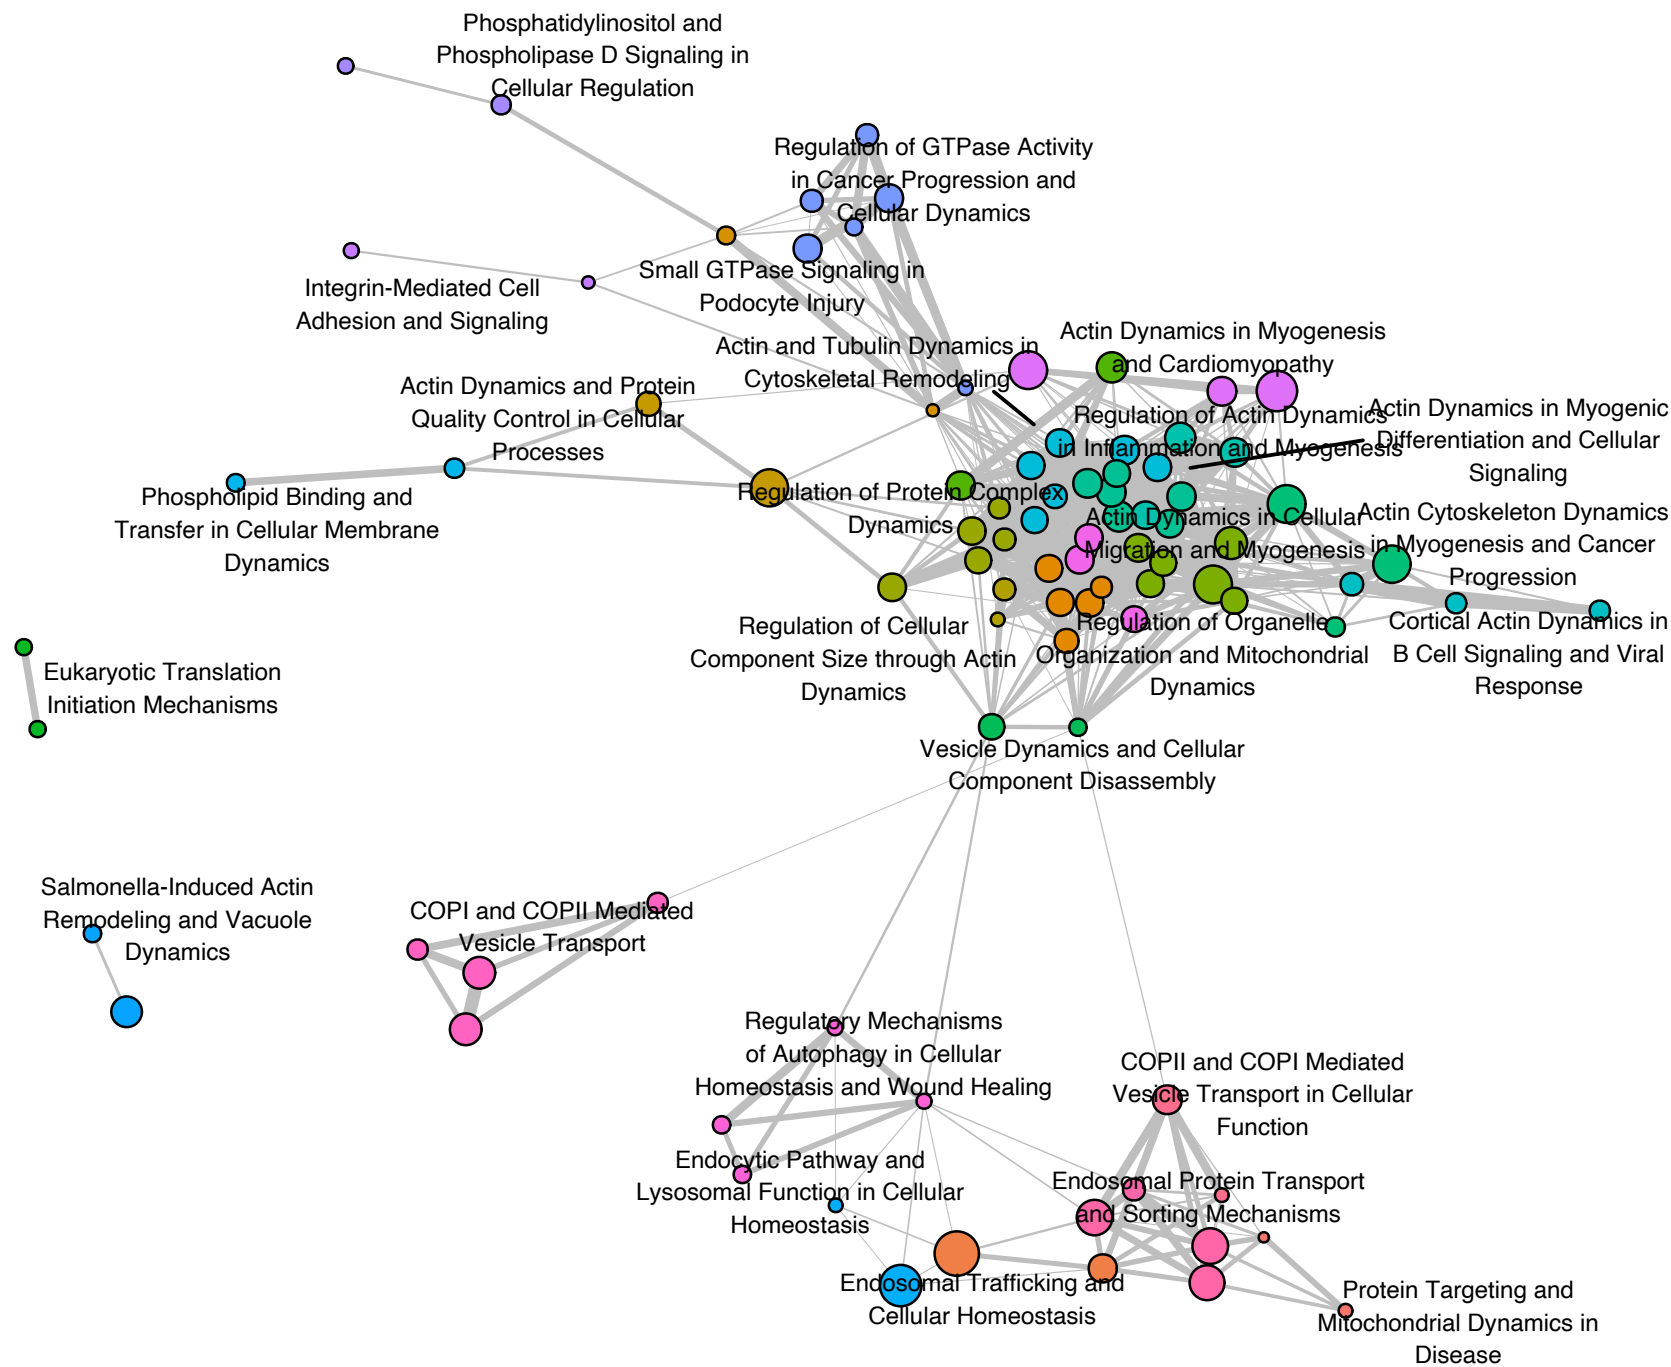 Phosphatidylinositol and
Phospholipase D Signaling in
Cellular Regulation
Regulation of GTPase Activity
in Cancer Progression and
Cellular Dynamics
Small GTPase Signaling in
Podocyte Injury
Integrin-Mediated Cell
Adhesion and Signaling
Actin and Tubulin Dynamics in
Cytoskeletal Remodeling
Actin Dynamics in Myogenesis
and Cardiomyopathy
Actin Dynamics and Protein
Quality Control in Cellular
Processes
Regulation of Actin Dynamics
in Inflammation and Myogenesis
Actin Dynamics in Myogenic
Differentiation and Cellular
Signaling
Phospholipid Binding and
Transfer in Cellular Membrane
Dynamics
Regulation of Protein Complex
Dynamics
Actin Dynamics in Cellular
Migration and Myogenesis
Actin Cytoskeleton Dynamics
in Myogenesis and Cancer
Progression
Regulation of Cellular
Component Size through Actin
Dynamics
Regulation of Organelle
Organization and Mitochondrial
Dynamics
Cortical Actin Dynamics in
B Cell Signaling and Viral
Response
Eukaryotic Translation
Initiation Mechanisms
Vesicle Dynamics and Cellular
Component Disassembly
Salmonella-Induced Actin
Remodeling and Vacuole
Dynamics
COPI and COPII Mediated
Vesicle Transport
Regulatory Mechanisms
of Autophagy in Cellular
Homeostasis and Wound Healing
COPII and COPI Mediated
Vesicle Transport in Cellular
Function
Endocytic Pathway and
Lysosomal Function in Cellular
Homeostasis
Endosomal Protein Transport
and Sorting Mechanisms
Endosomal Trafficking and
Cellular Homeostasis
Protein Targeting and
Mitochondrial Dynamics in
Disease